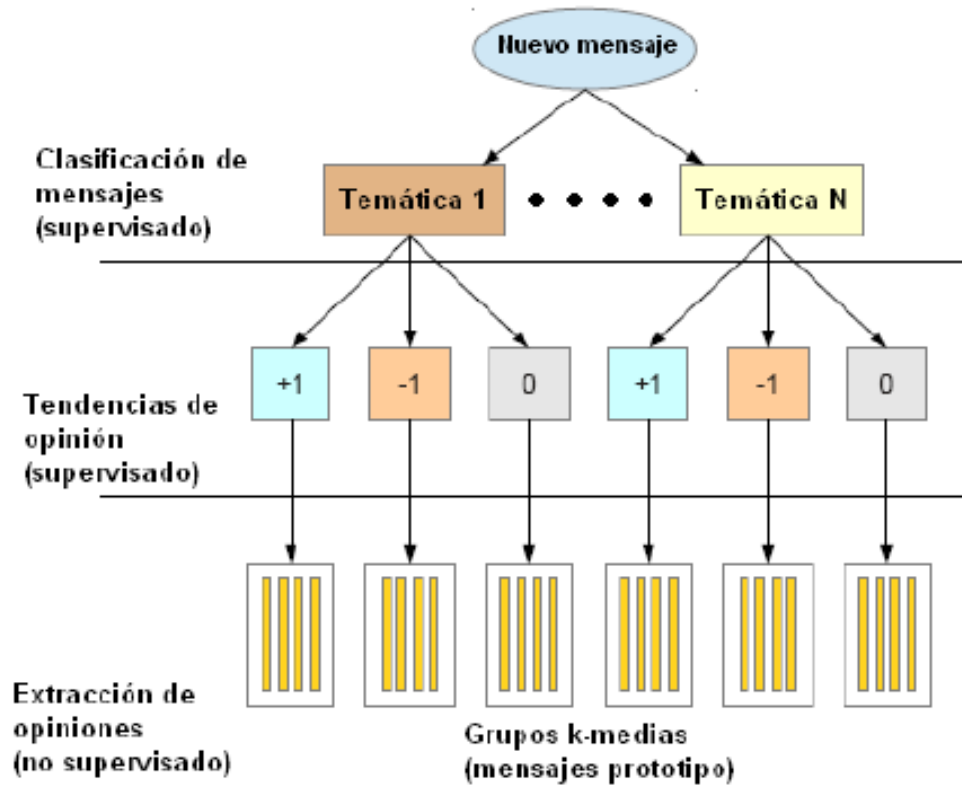 Nuevo mensaje
Clasificación de
mensajes
(supervisado)
Temática 1
Temática N
+1
-1
0
+1
-1
0
Tendencias de
opinión
(supervisado)
Extracción de
opiniones
(no supervisado)
Grupos k-medias
(mensajes prototipo)